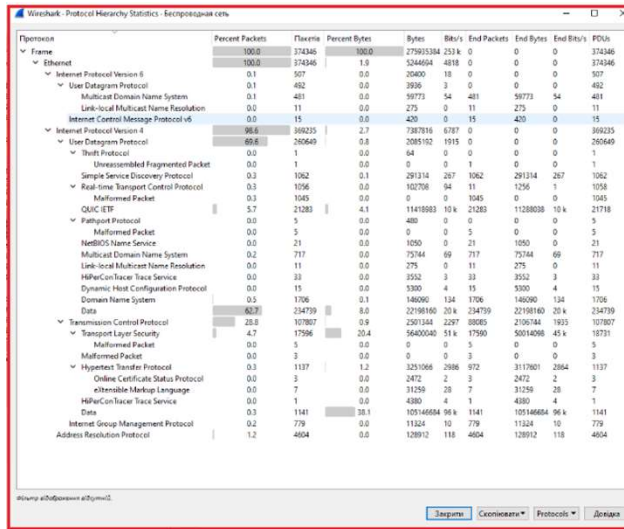 Wireshark · Protocol Hierarchy Statistics · Беспроводная сеть
Протокол Percent Packets Пакетів Percent Bytes Bytes Bits/s End Packets End Bytes End Bits/s PDUs
Frame 100.0 374346 100.0 275935384 253 k 0 0 0 374346
Ethernet 100.0 374346 1.9 5244694 4818 0 0 0 374346
Internet Protocol Version 6 0.1 507 0.0 20400 18 0 0 0 507
User Datagram Protocol 0.1 492 0.0 3936 3 0 0 0 492
Multicast Domain Name System 0.1 481 0.0 59773 54 481 59773 54 481
Link-local Multicast Name Resolution 0.0 11 0.0 275 0 11 275 0 11
Internet Control Message Protocol v6 0.0 15 0.0 420 0 15 420 0 15
Internet Protocol Version 4 98.6 369235 2.7 7387816 6787 0 0 0 369235
User Datagram Protocol 69.6 260649 0.8 2085192 1915 0 0 0 260649
Thrift Protocol 0.0 1 0.0 64 0 0 0 0 1
Unreassembled Fragmented Packet 0.0 1 0.0 0 0 1 0 0 1
Simple Service Discovery Protocol 0.3 1062 0.1 291314 267 1062 291314 267 1062
Real-time Transport Control Protocol 0.3 1056 0.0 102708 94 11 1256 1 1058
Malformed Packet 0.3 1045 0.0 0 0 1045 0 0 1045
QUIC IETF 5.7 21283 4.1 11418983 10 k 21283 11288038 10 k 21718
Pathport Protocol 0.0 5 0.0 480 0 0 0 0 5
Malformed Packet 0.0 5 0.0 0 0 5 0 0 5
NetBIOS Name Service 0.0 21 0.0 1050 0 21 1050 0 21
Multicast Domain Name System 0.2 717 0.0 75744 69 717 75744 69 717
Link-local Multicast Name Resolution 0.0 11 0.0 275 0 11 275 0 11
HiPerConTracer Trace Service 0.0 33 0.0 3552 3 33 3552 3 33
Dynamic Host Configuration Protocol 0.0 15 0.0 5300 4 15 5300 4 15
Domain Name System 0.5 1706 0.1 146090 134 1706 146090 134 1706
Data 62.7 234739 8.0 22198160 20 k 234739 22198160 20 k 234739
Transmission Control Protocol 28.8 107807 0.9 2501344 2297 88085 2106744 1935 107807
Transport Layer Security 4.7 17596 20.4 56400040 51 k 17590 50014098 45 k 18731
Malformed Packet 0.0 5 0.0 0 0 5 0 0 5
Malformed Packet 0.0 3 0.0 0 0 3 0 0 3
Hypertext Transfer Protocol 0.3 1137 1.2 3251066 2986 972 3117601 2864 1137
Online Certificate Status Protocol 0.0 3 0.0 2472 2 3 2472 2 3
eXtensible Markup Language 0.0 7 0.0 31259 28 7 31259 28 7
HiPerConTracer Trace Service 0.0 1 0.0 4380 4 1 4380 4 1
Data 0.3 1141 38.1 105146684 96 k 1141 105146684 96 k 1141
Internet Group Management Protocol 0.2 779 0.0 11324 10 779 11324 10 779
Address Resolution Protocol 1.2 4604 0.0 128912 118 4604 128912 118 4604
Фільтр відображення відсутній.
Закрити Скопіювати Protocols Довідка